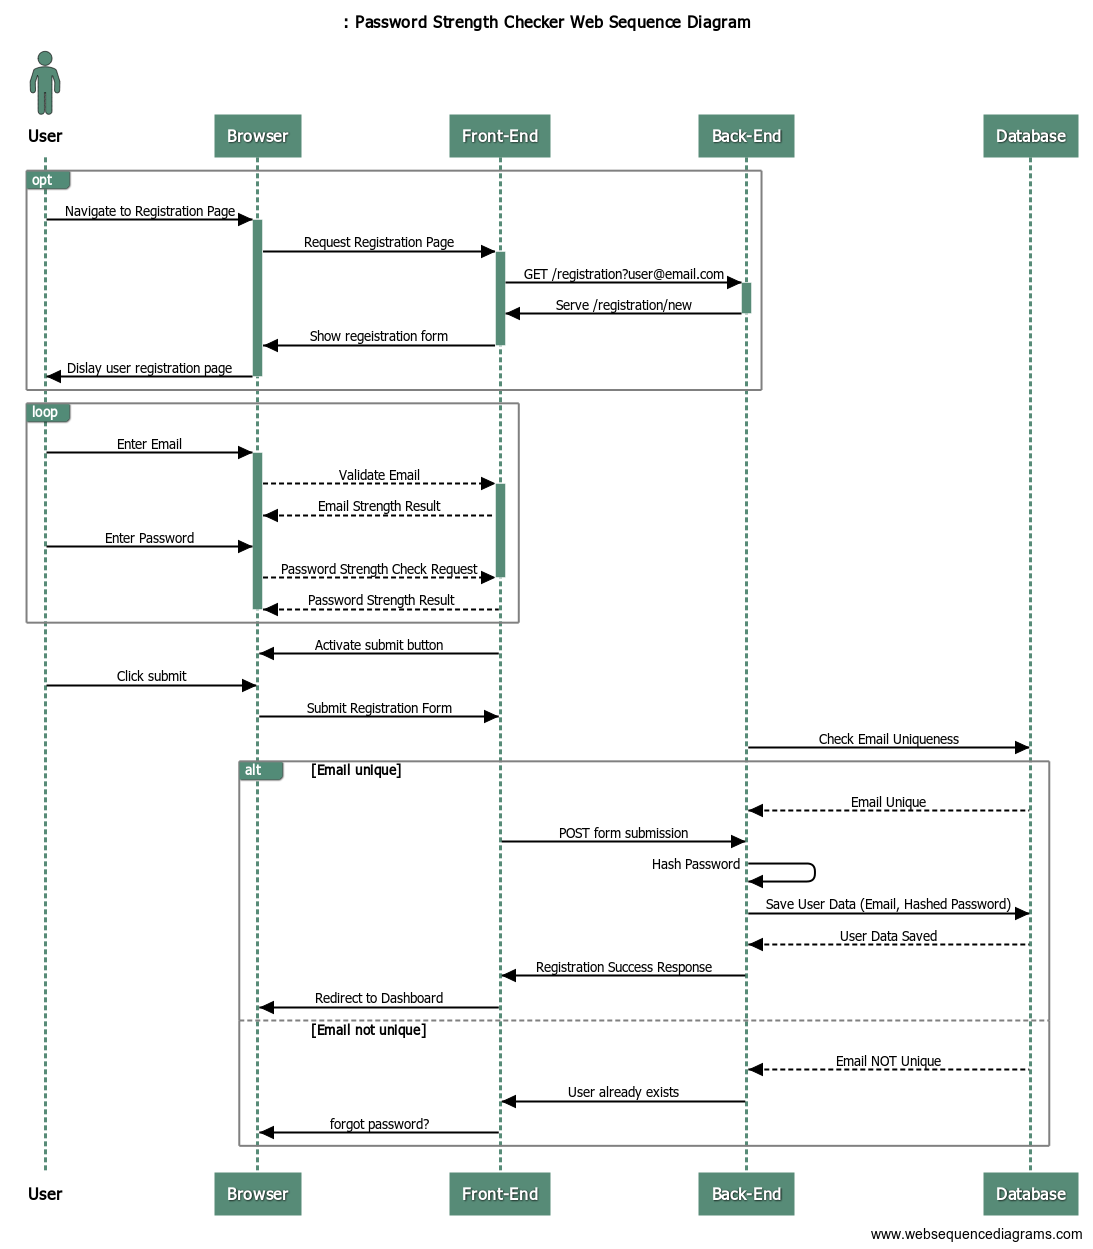 : Password Strength Checker Web Sequence Diagram
User
Browser
Front-End
Back-End
Database
opt
Navigate to Registration Page
Request Registration Page
GET /registration?user@email.com
Serve /registration/new
Show regeistration form
Dislay user registration page
loop
Enter Email
Validate Email
Email Strength Result
Enter Password
Password Strength Check Request
Password Strength Result
Activate submit button
Click submit
Submit Registration Form
Check Email Uniqueness
alt
[Email unique]
Email Unique
POST form submission
Hash Password
Save User Data (Email, Hashed Password)
User Data Saved
Registration Success Response
Redirect to Dashboard
[Email not unique]
Email NOT Unique
User already exists
forgot password?
User
Browser
Front-End
Back-End
Database
www.websequencediagrams.com